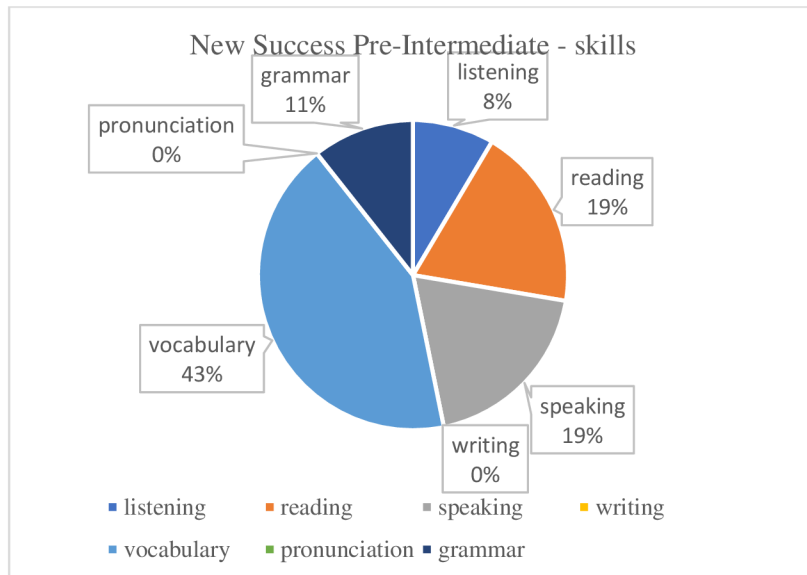 New Success Pre-Intermediate - skills
grammar
11%
listening
8%
pronunciation
0%
reading
19%
vocabulary
43%
speaking
19%
writing
0%
listening
reading
speaking
writing
vocabulary
pronunciation
grammar